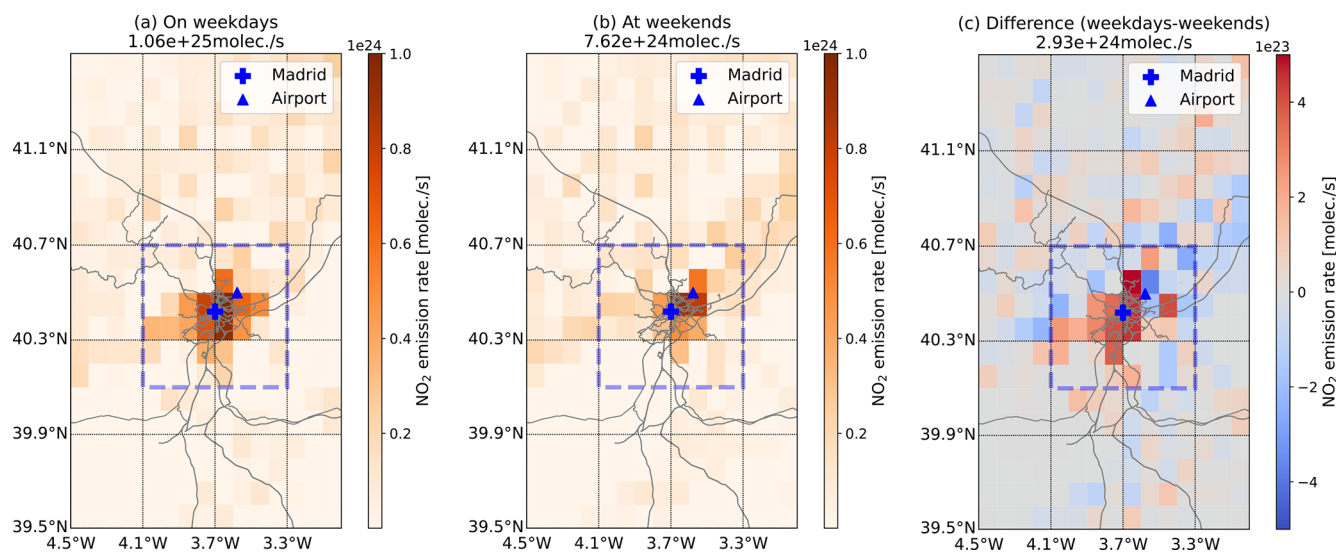 (a) On weekdays
1.06e+25molec./s
1e24
Madrid
Airport
41.1°N
40.7°N
40.3°N
39.9°N
39.5°N
4.5°W
4.1°W
3.7°W
3.3°W
1.0
0.8
0.6
0.4
0.2
NO₂ emission rate [molec./s]
(b) At weekends
7.62e+24molec./s
1e24
Madrid
Airport
41.1°N
40.7°N
40.3°N
39.9°N
39.5°N
4.5°W
4.1°W
3.7°W
3.3°W
1.0
0.8
0.6
0.4
0.2
NO₂ emission rate [molec./s]
(c) Difference (weekdays-weekends)
2.93e+24molec./s
1e23
Madrid
Airport
41.1°N
40.7°N
40.3°N
39.9°N
39.5°N
4.5°W
4.1°W
3.7°W
3.3°W
4
2
0
−2
−4
NO₂ emission rate [molec./s]